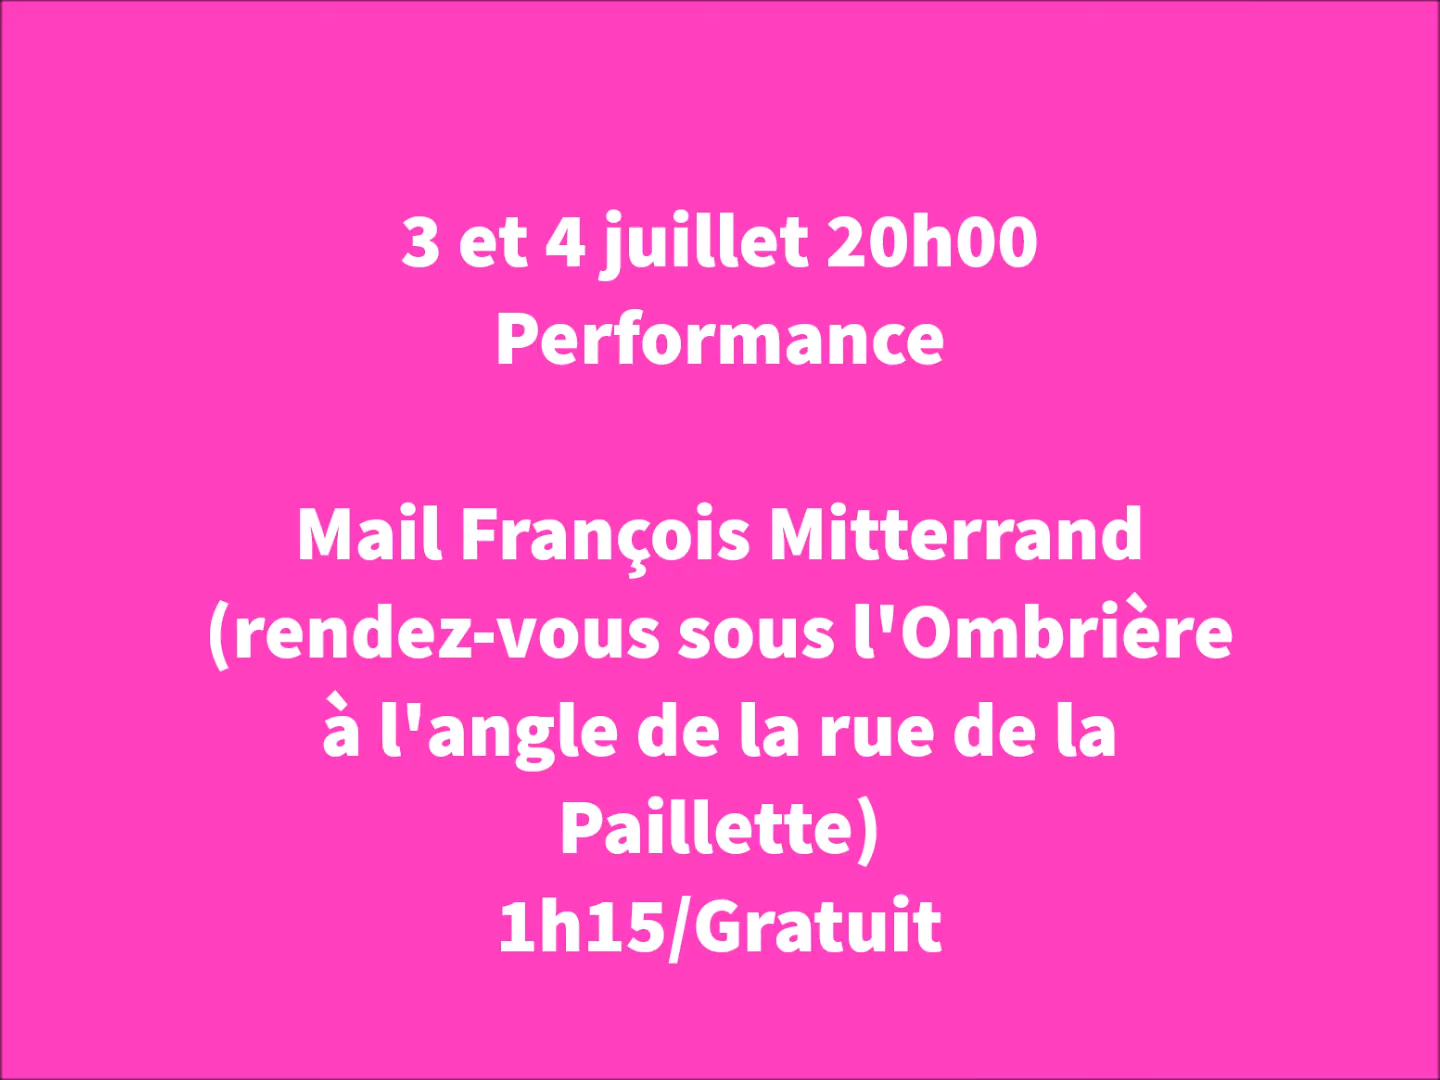 3 et 4 juillet 20h00
Performance
Mail François Mitterrand
(rendez-vous sous l'Ombrière
à l'angle de la rue de la
Paillette)
1h15/Gratuit